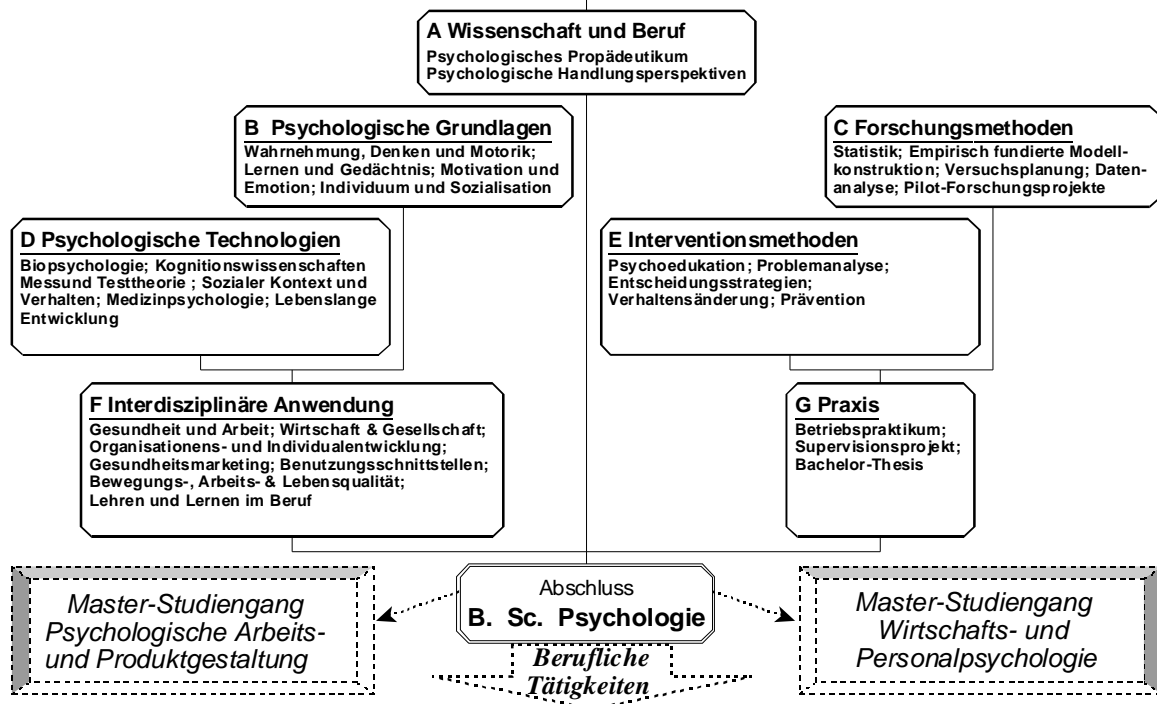 A Wissenschaft und Beruf
Psychologisches Propädeutikum
Psychologische Handlungsperspektiven
B Psychologische Grundlagen
Wahrnehmung, Denken und Motorik;
Lernen und Gedächtnis; Motivation und
Emotion; Individuum und Sozialisation
C Forschungsmethoden
Statistik; Empirisch fundierte Modell-
konstruktion; Versuchsplanung; Daten-
analyse; Pilot-Forschungsprojekte
D Psychologische Technologien
Biopsychologie; Kognitionswissenschaften
Messund Testtheorie ; Sozialer Kontext und
Verhalten; Medizinpsychologie; Lebenslange
Entwicklung
E Interventionsmethoden
Psychoedukation ; Problemanalyse;
Entscheidungsstrategien;
Verhaltensänderung; Prävention
F Interdisziplinäre Anwendung
Gesundheit und Arbeit; Wirtschaft & Gesellschaft;
Organisationens- und Individualentwicklung;
Gesundheitsmarketing; Benutzungsschnittstellen;
Bewegungs-, Arbeits- & Lebensqualität;
Lehren und Lernen im Beruf
G Praxis
Betriebspraktikum;
Supervisionsprojekt;
Bachelor-Thesis
Master-Studiengang
Psychologische Arbeits-
und Produktgestaltung
Abschluss
B. Sc. Psychologie
Berufliche
Tätigkeiten
Master-Studiengang
Wirtschafts- und
Personalpsychologie